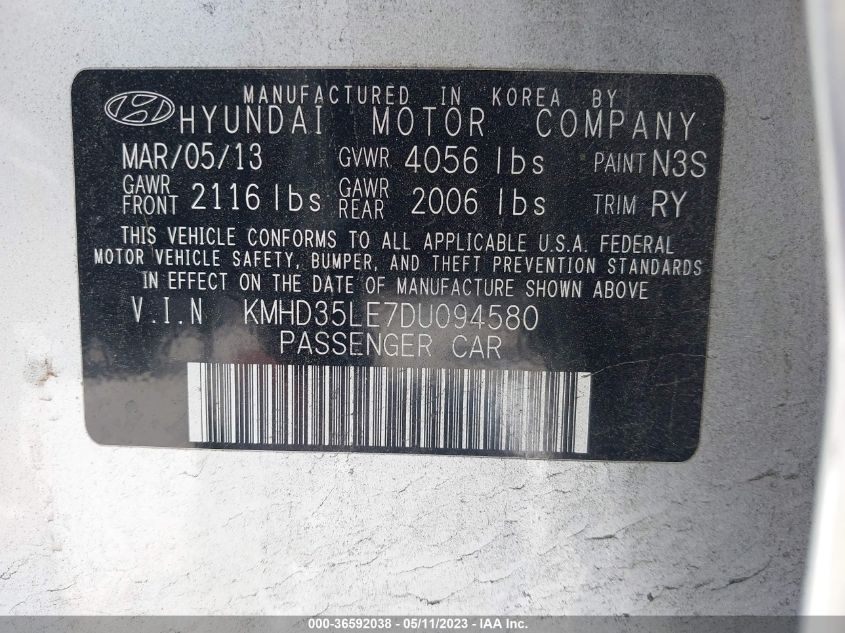 MANUFACTURED IN KOREA BY
HYUNDAI MOTOR COMPANY
MAR/05/13 GVWR 4056 lbs PAINT N3S
GAWR FRONT 2116 lbs GAWR REAR 2006 lbs TRIM RY
THIS VEHICLE CONFORMS TO ALL APPLICABLE U.S.A. FEDERAL
MOTOR VEHICLE SAFETY, BUMPER, AND THEFT PREVENTION STANDARDS
IN EFFECT ON THE DATE OF MANUFACTURE SHOWN ABOVE
V.I.N KMHD35LE7DU094580
PASSENGER CAR
000-36592038 - 05/11/2023 - IAA Inc.